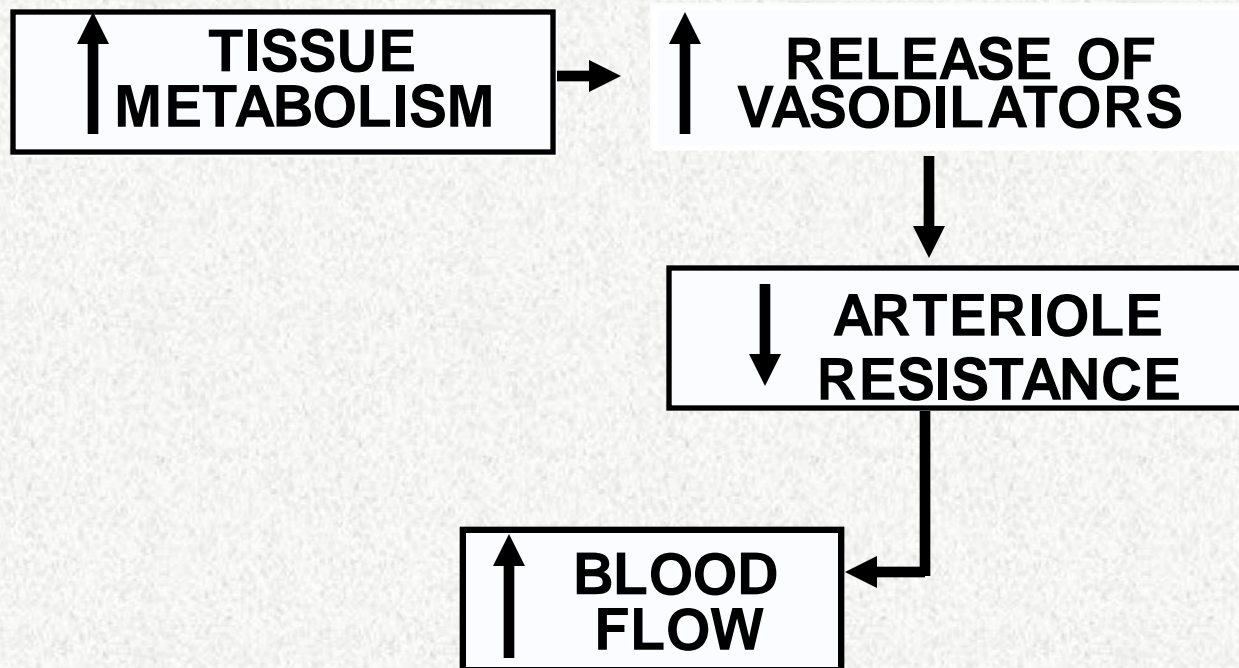 TISSUE
METABOLISM
RELEASE OF
VASODILATORS
ARTERIOLE
RESISTANCE
BLOOD
FLOW